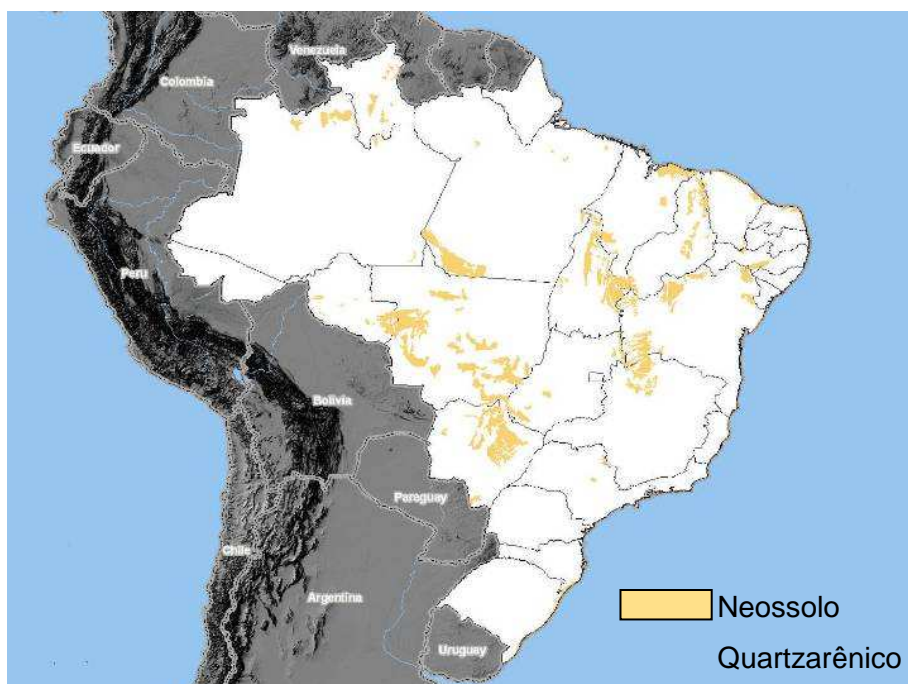 Venezuela
Colombia
Ecuador
Peru
Bolivia
Paraguay
Chile
Argentina
Uruguay
Neossolo
Quartzarênico